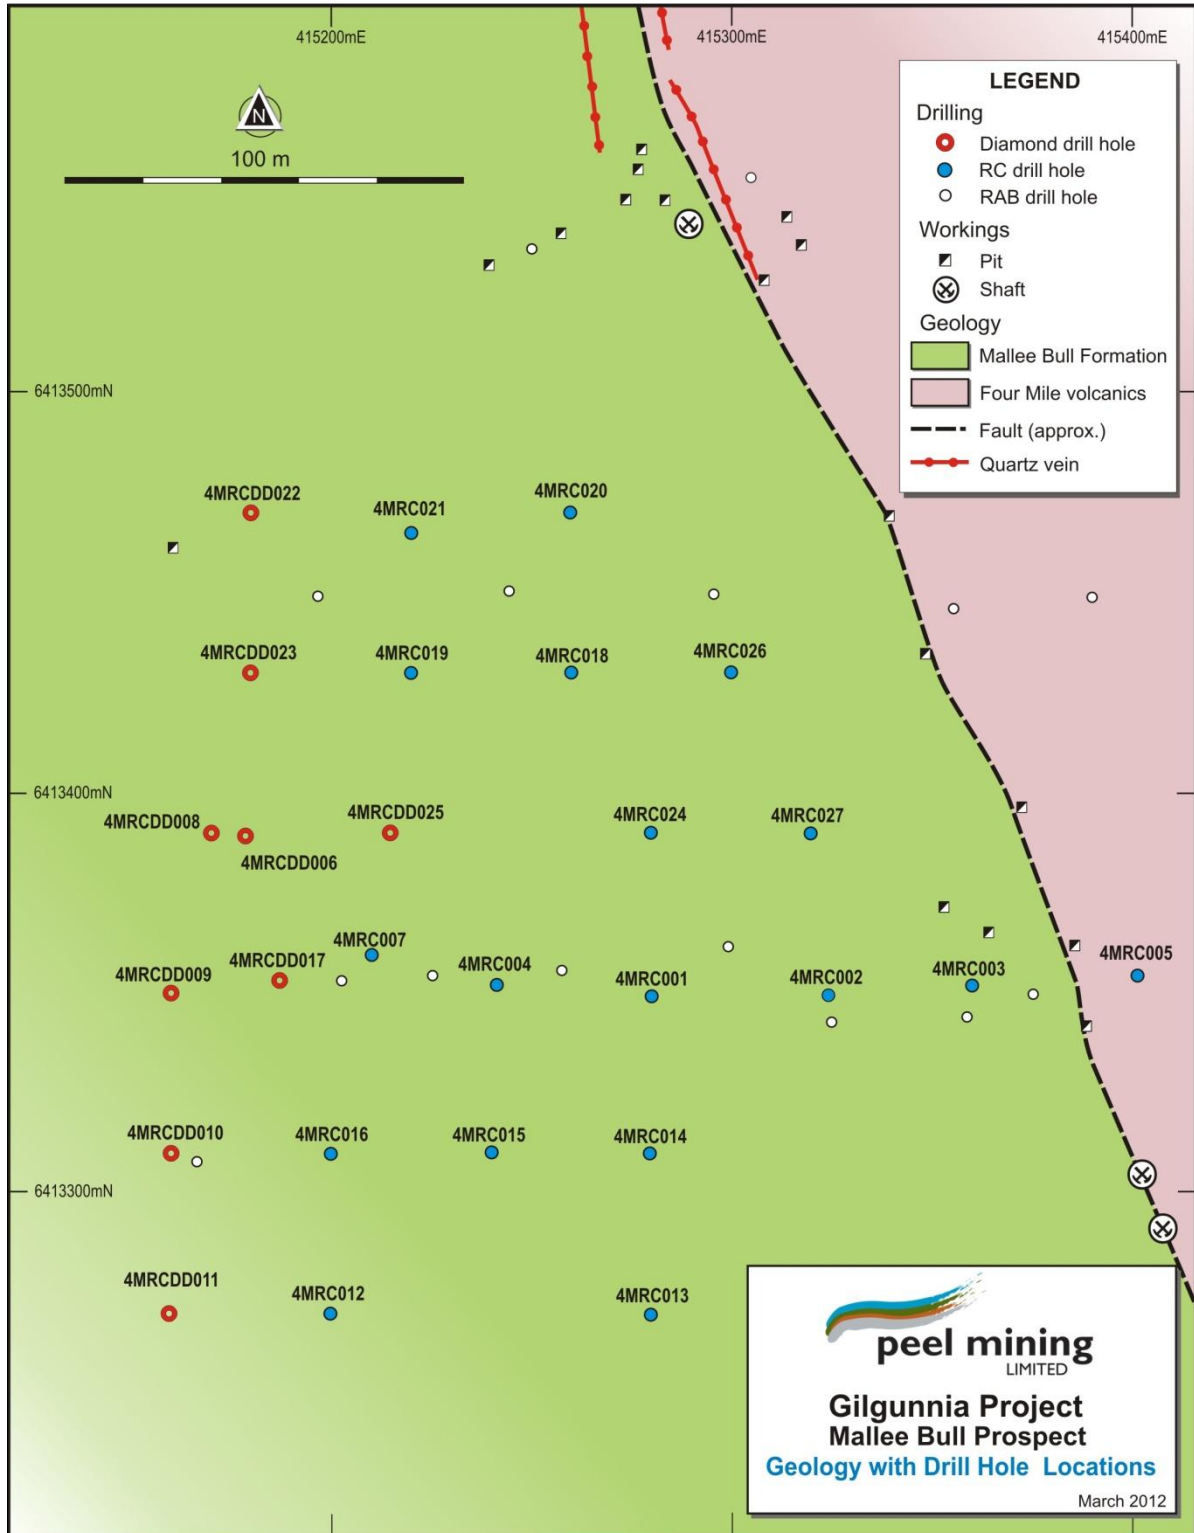 415200mE
415300mE
415400mE
N
100 m
LEGEND
Drilling
Diamond drill hole
RC drill hole
RAB drill hole
Workings
Pit
Shaft
Geology
Mallee Bull Formation
Four Mile volcanics
Fault (approx.)
Quartz vein
6413500mN
4MRCDD022
4MRC021
4MRC020
4MRCDD023
4MRC019
4MRC018
4MRC026
6413400mN
4MRCDD008
4MRCDD006
4MRCDD025
4MRC024
4MRC027
4MRCDD009
4MRCDD017
4MRC007
4MRC004
4MRC001
4MRC002
4MRC003
4MRC005
4MRCDD010
4MRC016
4MRC015
4MRC014
6413300mN
4MRCDD011
4MRC012
4MRC013
peel mining
LIMITED
Gilgunnia Project
Mallee Bull Prospect
Geology with Drill Hole Locations
March 2012